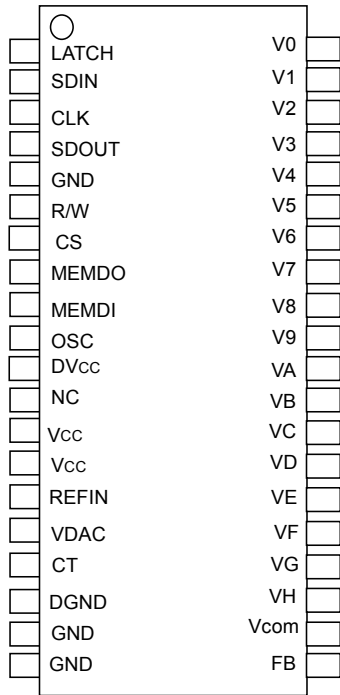 LATCH V0
SDIN V1
CLK V2
SDOUT V3
GND V4
R/W V5
CS V6
MEMDO V7
MEMDI V8
OSC V9
DVCC VA
NC VB
VCC VC
VCC VD
REFIN VE
VDAC VF
CT VG
DGND VH
GND Vcom
GND FB